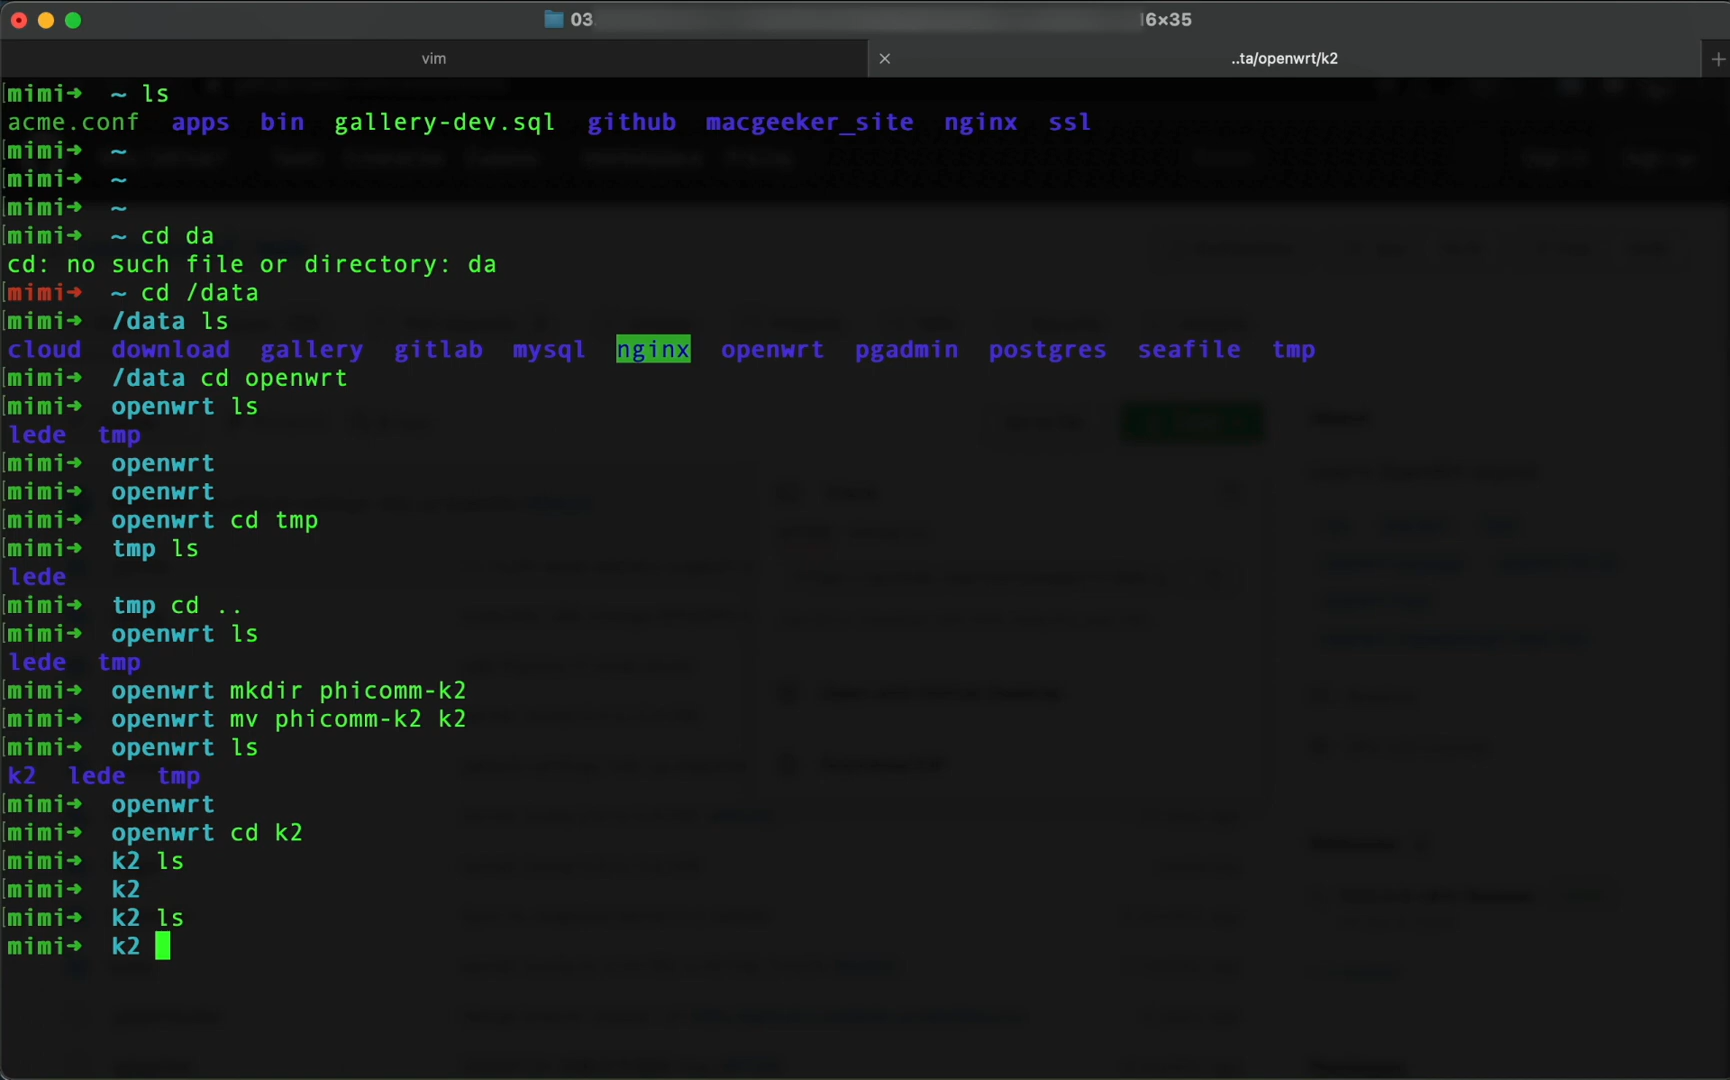 03
16×35
vim
..ta/openwrt/k2
mimi➜ ~ ls
acme.conf apps bin gallery-dev.sql github macgeeker_site nginx ssl
mimi➜ ~
mimi➜ ~
mimi➜ ~
mimi➜ ~ cd da
cd: no such file or directory: da
mimi➜ ~ cd /data
mimi➜ /data ls
cloud download gallery gitlab mysql nginx openwrt pgadmin postgres seafile tmp
mimi➜ /data cd openwrt
mimi➜ openwrt ls
lede tmp
mimi➜ openwrt
mimi➜ openwrt
mimi➜ openwrt cd tmp
mimi➜ tmp ls
lede
mimi➜ tmp cd ..
mimi➜ openwrt ls
lede tmp
mimi➜ openwrt mkdir phicomm-k2
mimi➜ openwrt mv phicomm-k2 k2
mimi➜ openwrt ls
k2 lede tmp
mimi➜ openwrt
mimi➜ openwrt cd k2
mimi➜ k2 ls
mimi➜ k2
mimi➜ k2 ls
mimi➜ k2